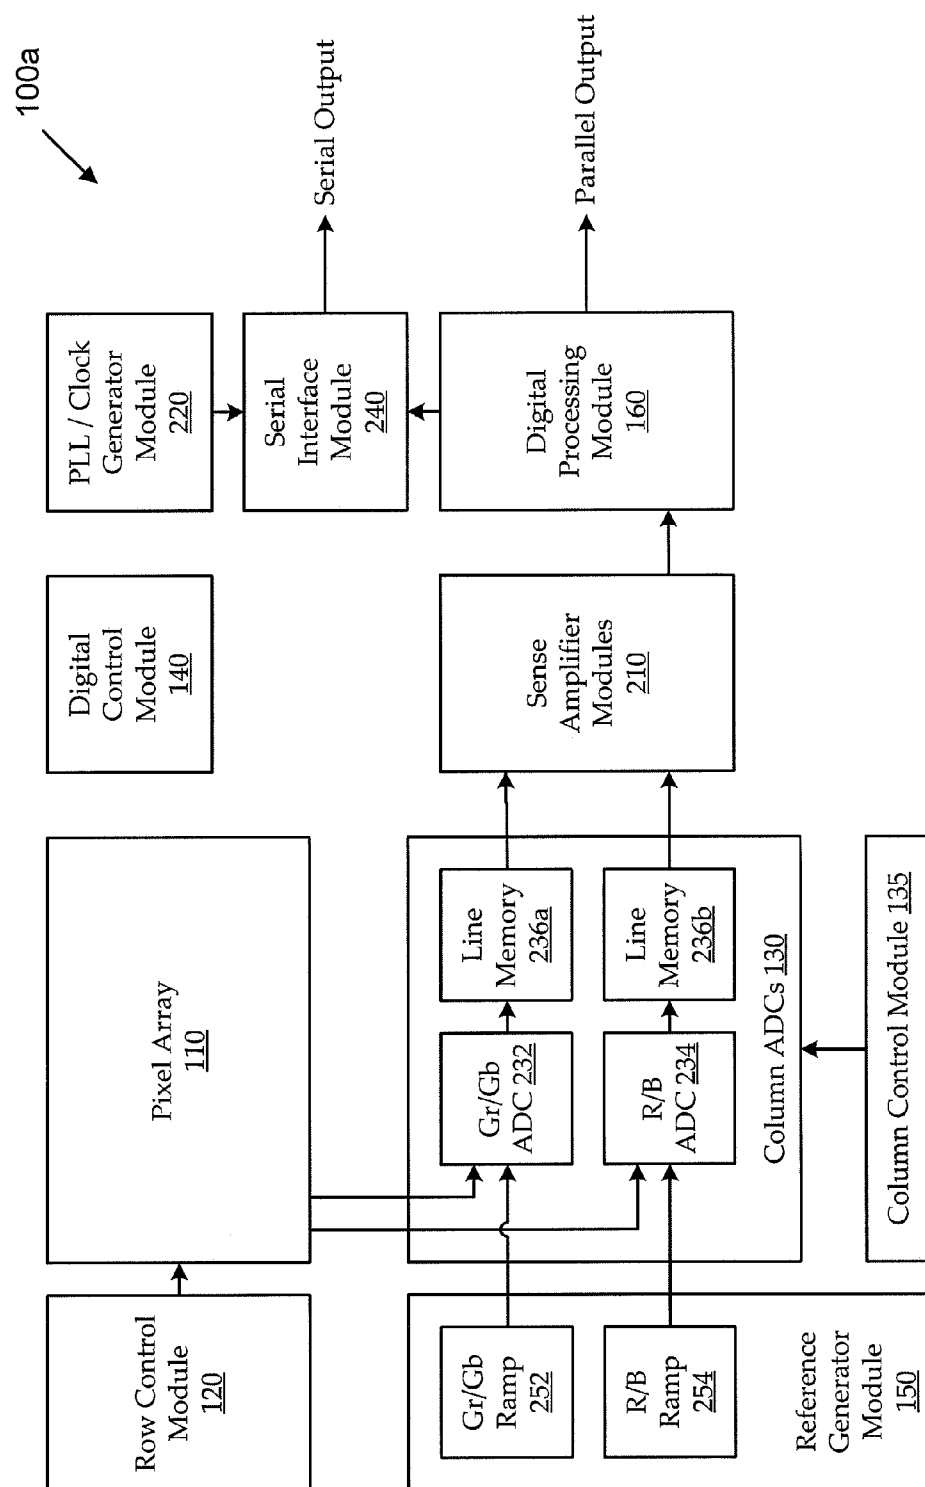 100a
Row Control
Module
120
Pixel Array
110
Digital
Control
Module
140
PLL / Clock
Generator
Module
220
Serial
Interface
Module
240
Serial Output
Gr/Gb
Ramp
252
R/B
Ramp
254
Reference
Generator
Module
150
Gr/Gb
ADC 232
Line
Memory
236a
R/B
ADC 234
Line
Memory
236b
Column ADCs 130
Column Control Module 135
Sense
Amplifier
Modules
210
Digital
Processing
Module
160
Parallel Output